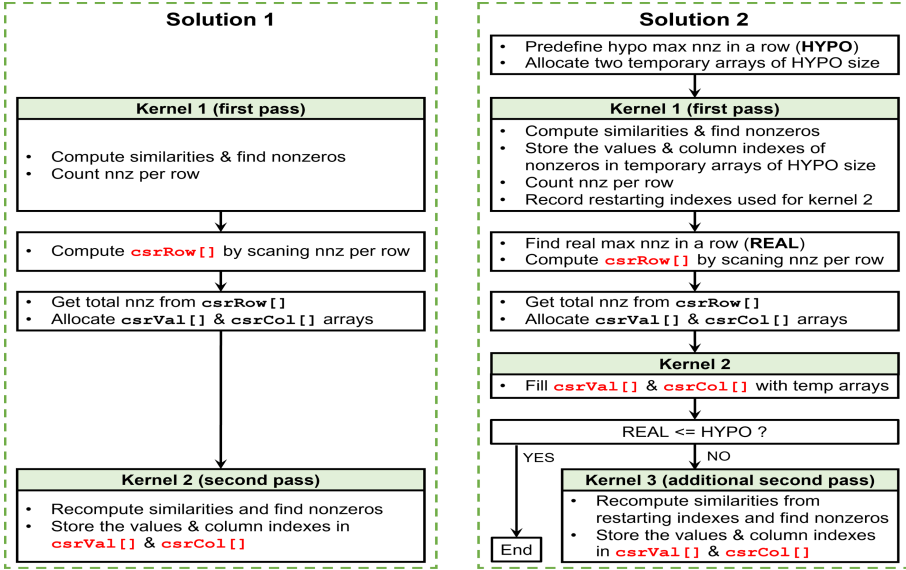 Solution 1
Kernel 1 (first pass)
• Compute similarities & find nonzeros
• Count nnz per row
• Compute csrRow[] by scaning nnz per row
• Get total nnz from csrRow[]
• Allocate csrVal[] & csrCol[] arrays
Kernel 2 (second pass)
• Recompute similarities and find nonzeros
• Store the values & column indexes in
csrVal[] & csrCol[]
Solution 2
• Predefine hypo max nnz in a row (HYPO)
• Allocate two temporary arrays of HYPO size
Kernel 1 (first pass)
• Compute similarities & find nonzeros
• Store the values & column indexes of
nonzeros in temporary arrays of HYPO size
• Count nnz per row
• Record restarting indexes used for kernel 2
• Find real max nnz in a row (REAL)
• Compute csrRow[] by scaning nnz per row
• Get total nnz from csrRow[]
• Allocate csrVal[] & csrCol[] arrays
Kernel 2
• Fill csrVal[] & csrCol[] with temp arrays
REAL <= HYPO ?
YES
NO
End
Kernel 3 (additional second pass)
• Recompute similarities from
restarting indexes and find nonzeros
• Store the values & column indexes
in csrVal[] & csrCol[]